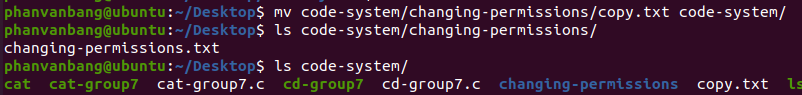 phanvanbang@ubuntu:~/Desktop$ mv code-system/changing-permissions/copy.txt code-system/
phanvanbang@ubuntu:~/Desktop$ ls code-system/changing-permissions/
changing-permissions.txt
phanvanbang@ubuntu:~/Desktop$ ls code-system/
cat cat-group7 cat-group7.c cd-group7 cd-group7.c changing-permissions copy.txt ls